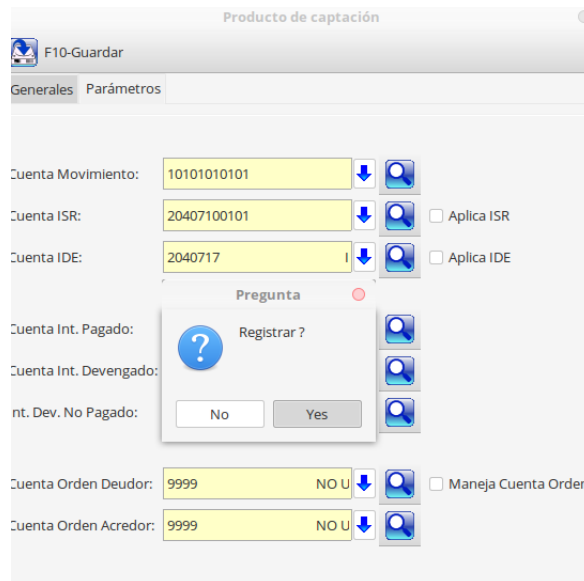 Producto de captación
F10-Guardar
Generales Parámetros
Cuenta Movimiento: 10101010101
Cuenta ISR: 20407100101 Aplica ISR
Cuenta IDE: 2040717 I Aplica IDE
Pregunta
Cuenta Int. Pagado: Registrar ?
Cuenta Int. Devengado:
Int. Dev. No Pagado: No Yes
Cuenta Orden Deudor: 9999 NO U Maneja Cuenta Orden
Cuenta Orden Acredor: 9999 NO U